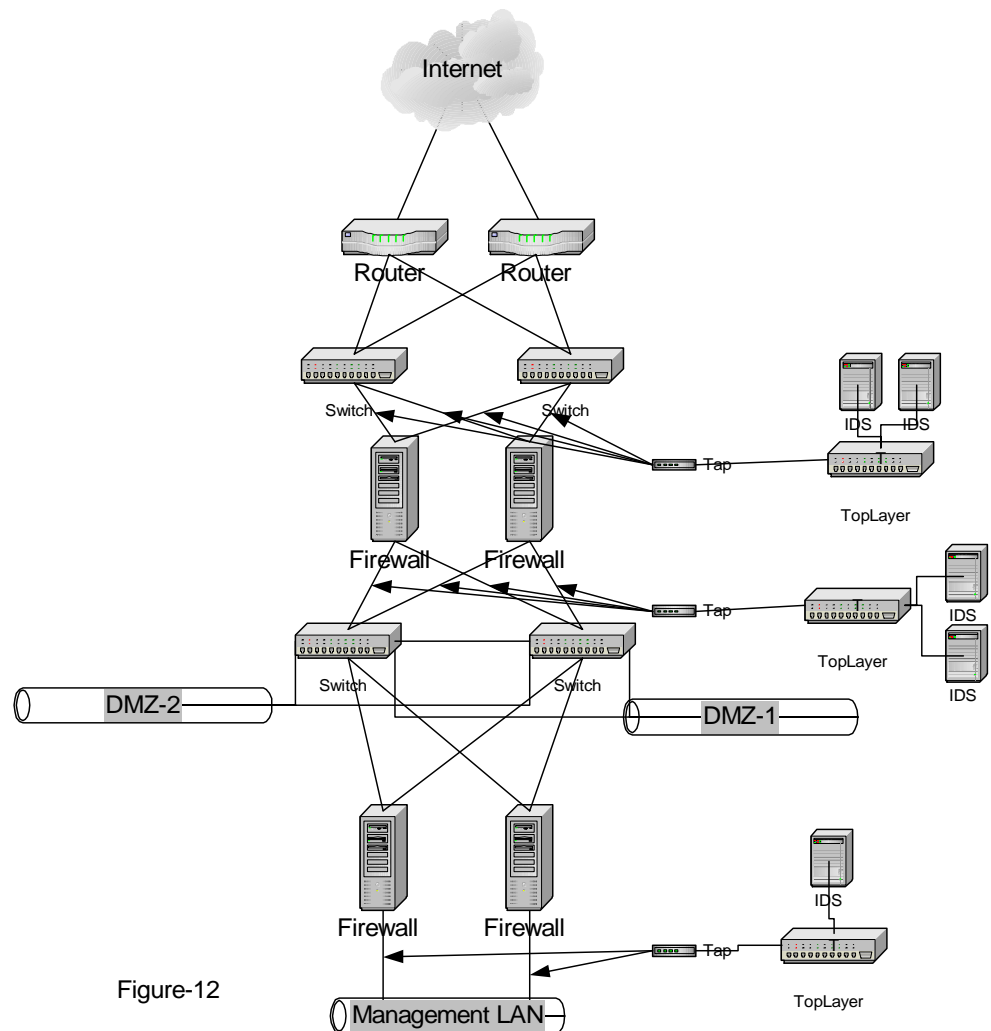 Internet
Router
Router
Switch
Switch
IDS
IDS
Tap
TopLayer
Firewall
Firewall
Tap
IDS
TopLayer
IDS
Switch
Switch
DMZ-2
DMZ-1
IDS
Firewall
Firewall
Tap
TopLayer
Figure-12
Management LAN